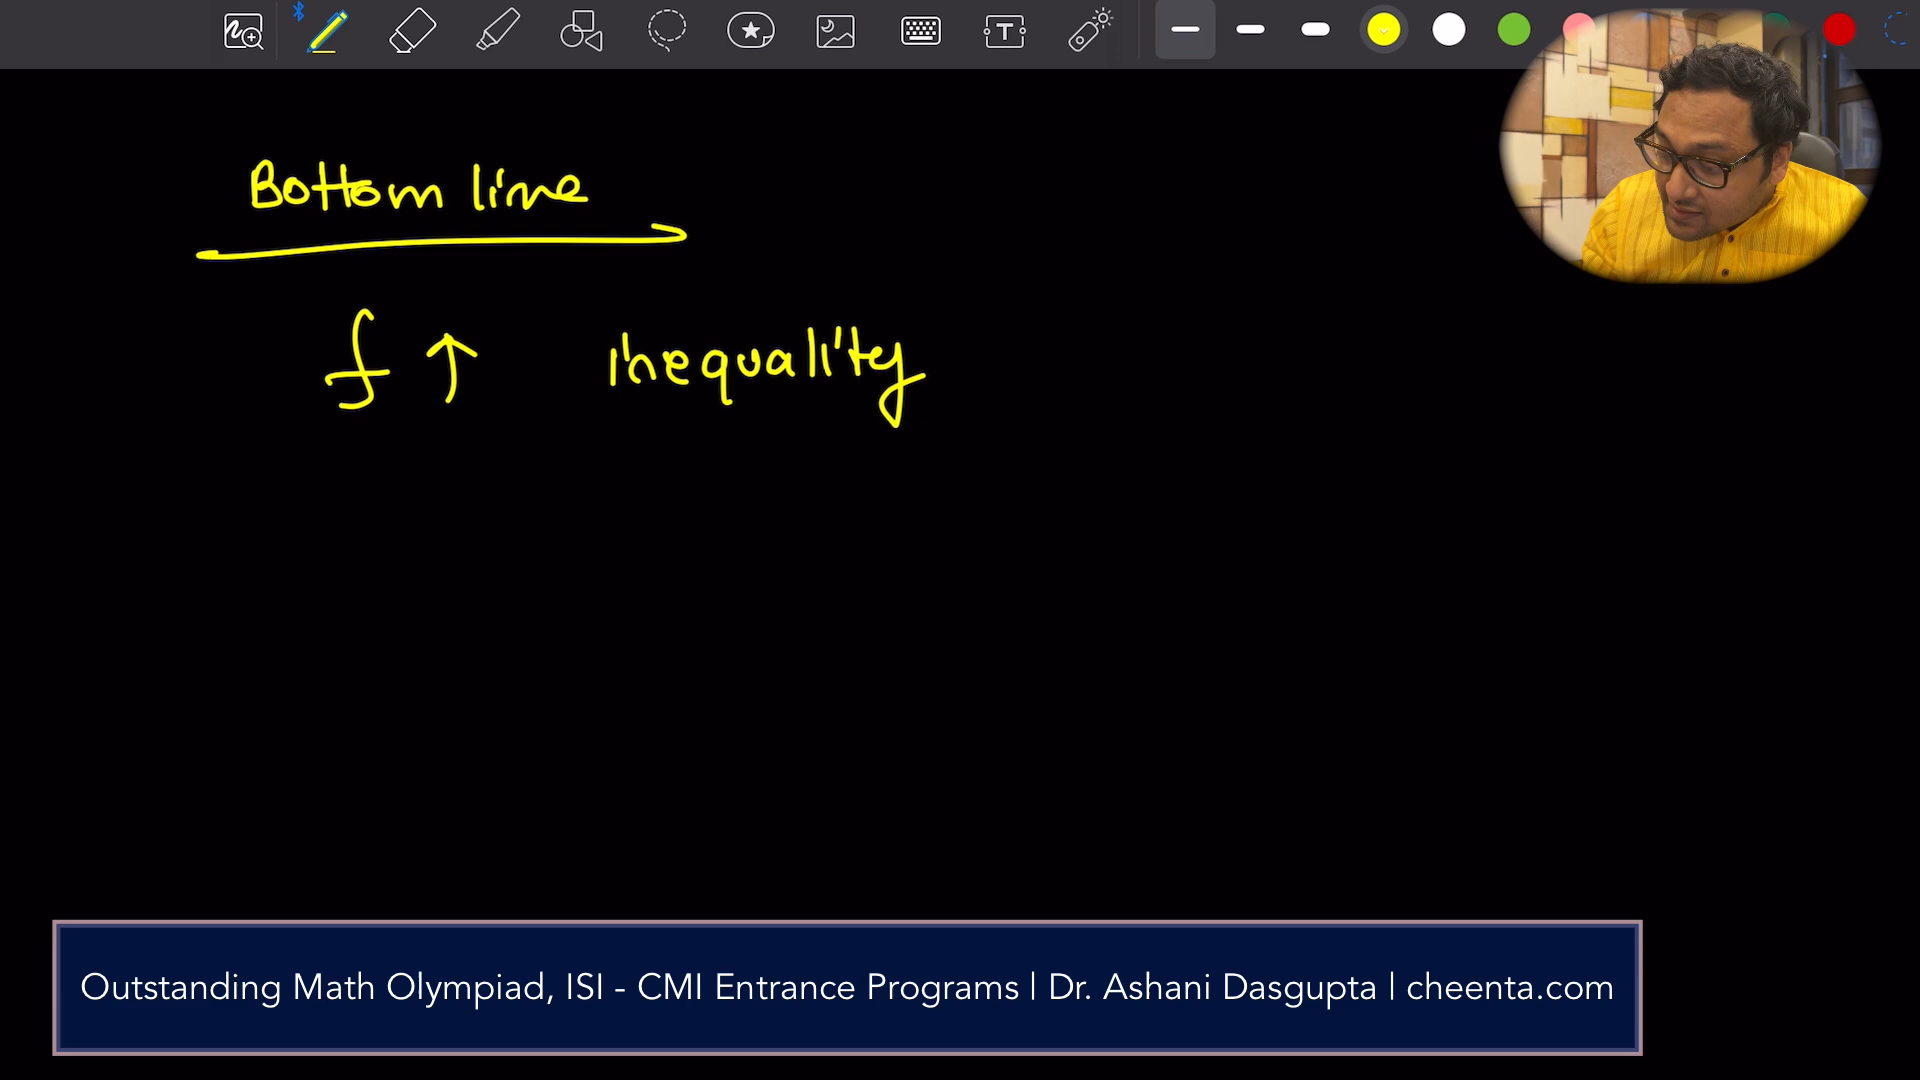 Bottom line
f ↑ inequality
Outstanding Math Olympiad, ISI - CMI Entrance Programs | Dr. Ashani Dasgupta | cheenta.com